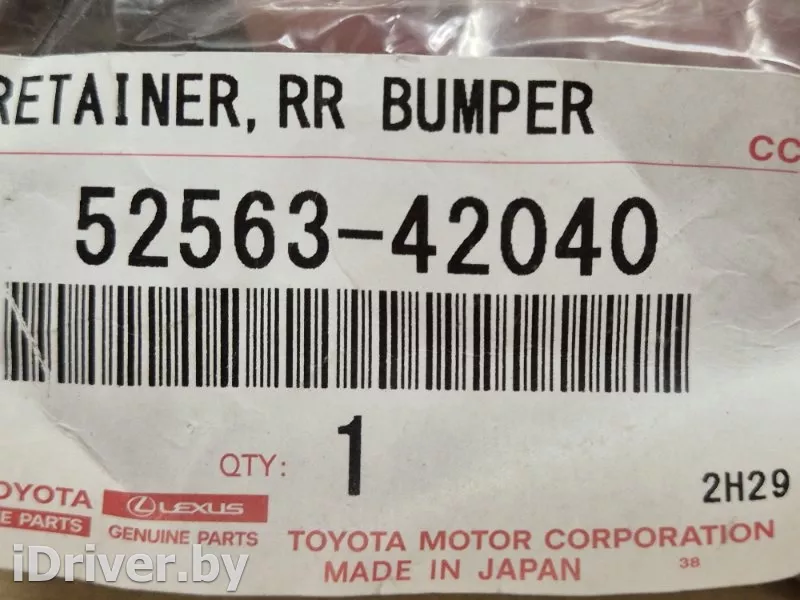 RETAINER, RR BUMPER
CC
52563-42040
QTY: 1
2H29
TOYOTA LEXUS
PARTS GENUINE PARTS
TOYOTA MOTOR CORPORATION
MADE IN JAPAN 38
iDriver.by